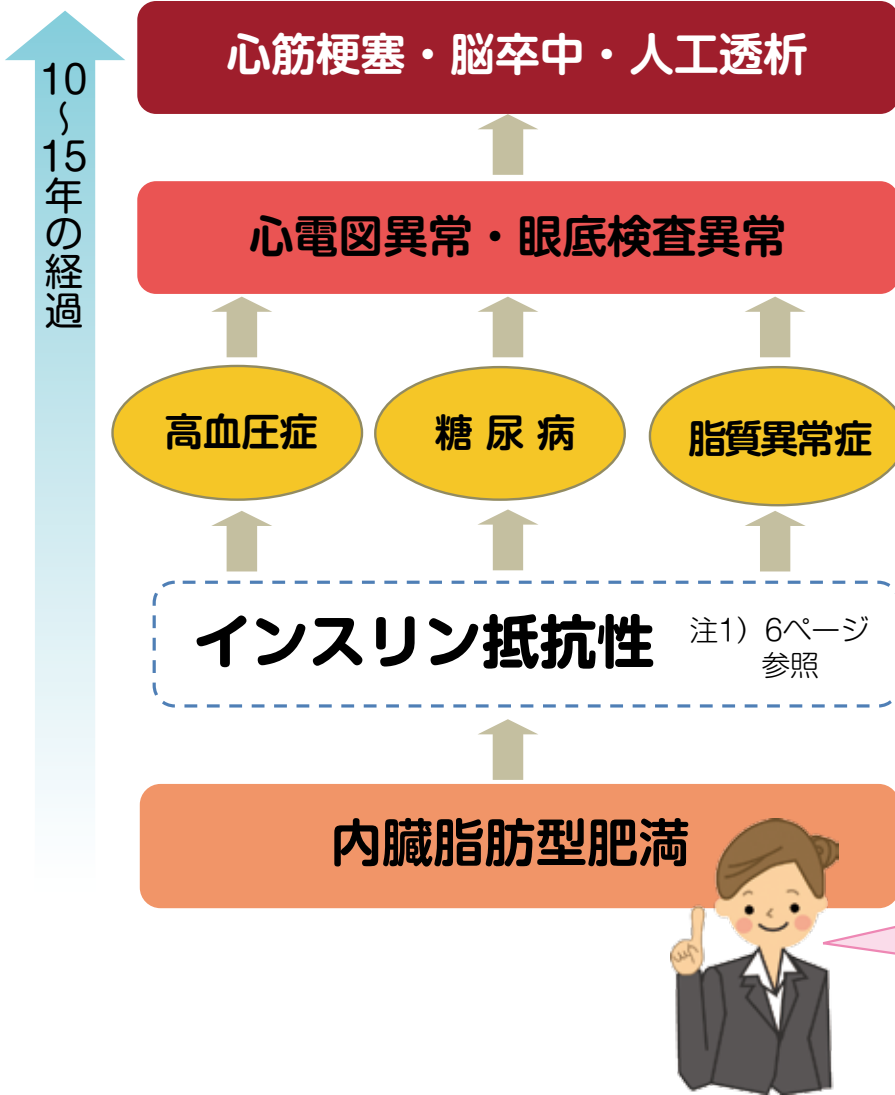 心筋梗塞・脳卒中・人工透析
10〜15年の経過
心電図異常・眼底検査異常
高血圧症
糖尿病
脂質異常症
インスリン抵抗性
注1）6ページ
参照
内臓脂肪型肥満